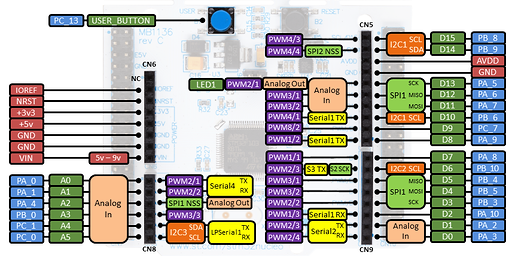 PC_13 USER_BUTTON
USER
MB1136
rev C
CN5
PWM4/3 I2C1 SCL D15 PB_8
PWM4/4 SPI2 NSS SDA D14 PB_9
AVDD
GND
LED1 PWM2/1 Analog Out SCK D13 PA_5
PWM3/1 Analog In SPI1 MISO D12 PA_6
PWM3/2 MOSI D11 PA_7
PWM4/1 Serial1 TX I2C1 SCL D10 PB_6
PWM8/2 D9 PC_7
PWM1/1 Serial1 TX D8 PA_9
CN6
NC
IOREF
NRST
+3v3
+5v
GND
GND
VIN 5v – 9v
PWM1/1 D7 PA_8
PWM2/3 S3 TX S2 SCK I2C2 SCL D6 PB_10
PWM3/1 SPI1 MISO D5 PB_4
PWM3/2 MOSI D4 PB_5
PWM2/2 SCK D3 PB_3
PWM1/3 Serial1 RX D2 PA_10
PWM2/3 Serial2 TX Analog In D1 PA_2
PWM2/4 RX D0 PA_3
CN9
PA_0 A0 Analog In PWM2/1 Serial4 TX
PA_1 A1 PWM2/2 RX
PA_4 A2 SPI1 NSS Analog Out
PB_0 A3 PWM3/3
PC_1 A4 I2C3 SDA LPSerial1 TX
PC_0 A5 SCL RX
CN8